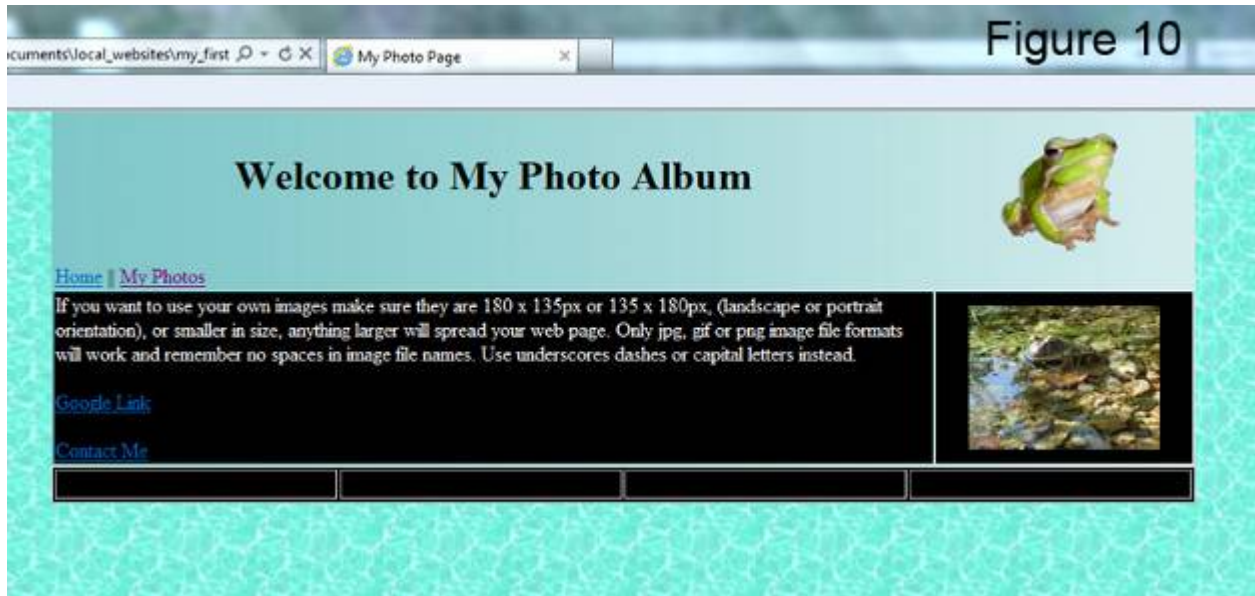 Figure 10
cuments\local_websites\my_first
My Photo Page
Welcome to My Photo Album
Home || My Photos
If you want to use your own images make sure they are 180 x 135px or 135 x 180px, (landscape or portrait
orientation), or smaller in size, anything larger will spread your web page. Only jpg, gif or png image file formats
will work and remember no spaces in image file names. Use underscores dashes or capital letters instead.
Google Link
Contact Me